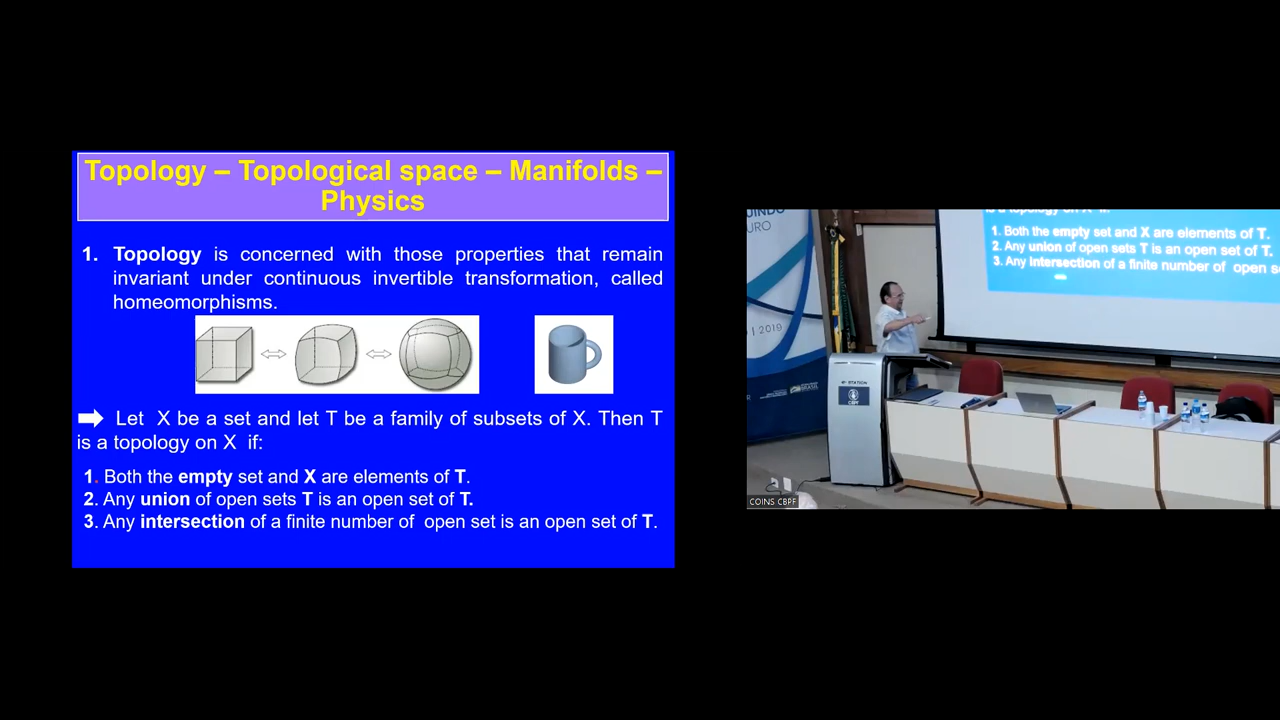 Topology – Topological space – Manifolds –
Physics
1. Topology is concerned with those properties that remain
invariant under continuous invertible transformation, called
homeomorphisms.
Let X be a set and let T be a family of subsets of X. Then T
is a topology on X if:
1. Both the empty set and X are elements of T.
2. Any union of open sets T is an open set of T.
3. Any intersection of a finite number of open set is an open set of T.
1. Both the empty set and X are elements of T.
2. Any union of open sets T is an open set of T.
3. Any intersection of a finite number of open s
2019
CBPF
COINS CBPF